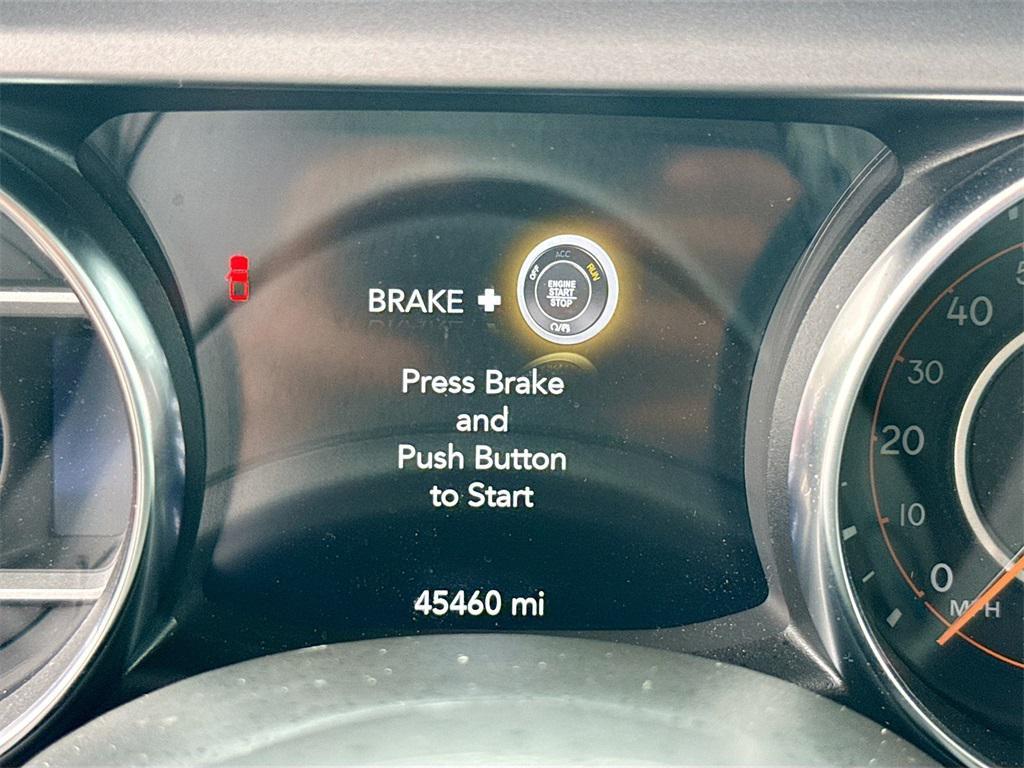 BRAKE +
OFF ACC RUN
ENGINE
START
STOP
Press Brake
and
Push Button
to Start
45460 mi
40
30
20
10
0
MPH